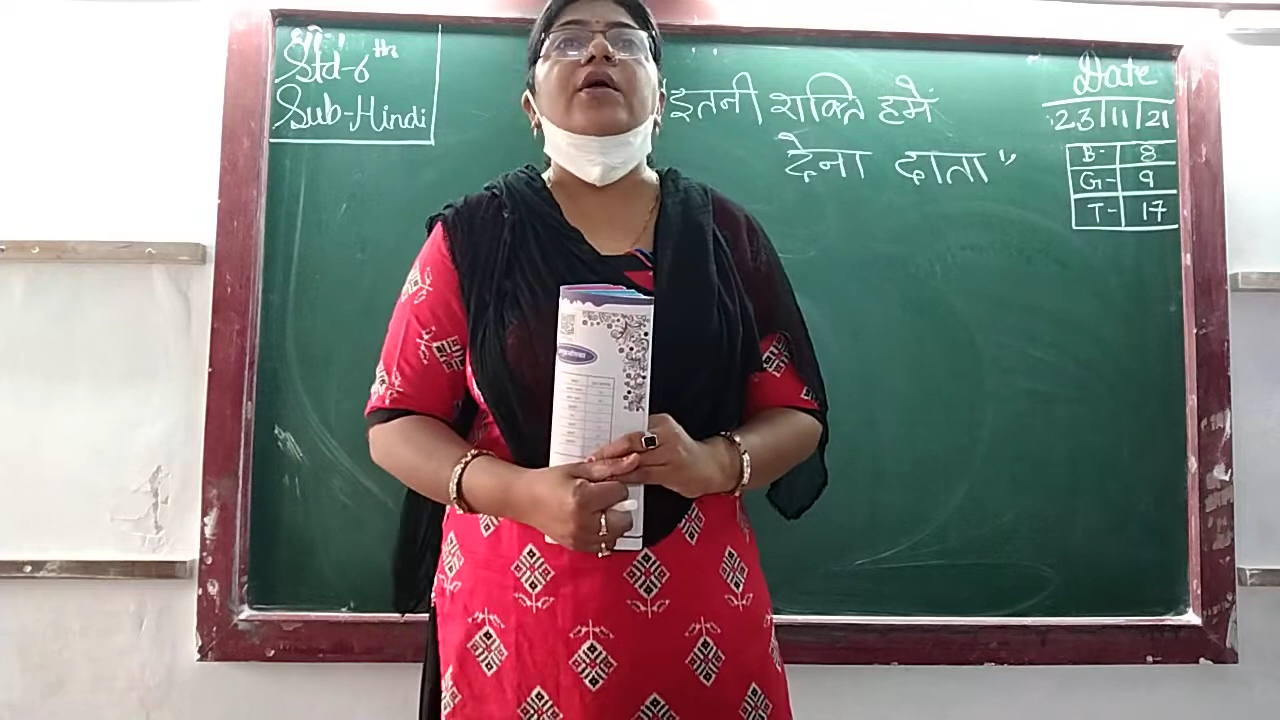 Std-6th
Sub-Hindi
इतनी शक्ति हमें
देना दाता"
Date
23/11/21
B- 8
G- 9
T- 17